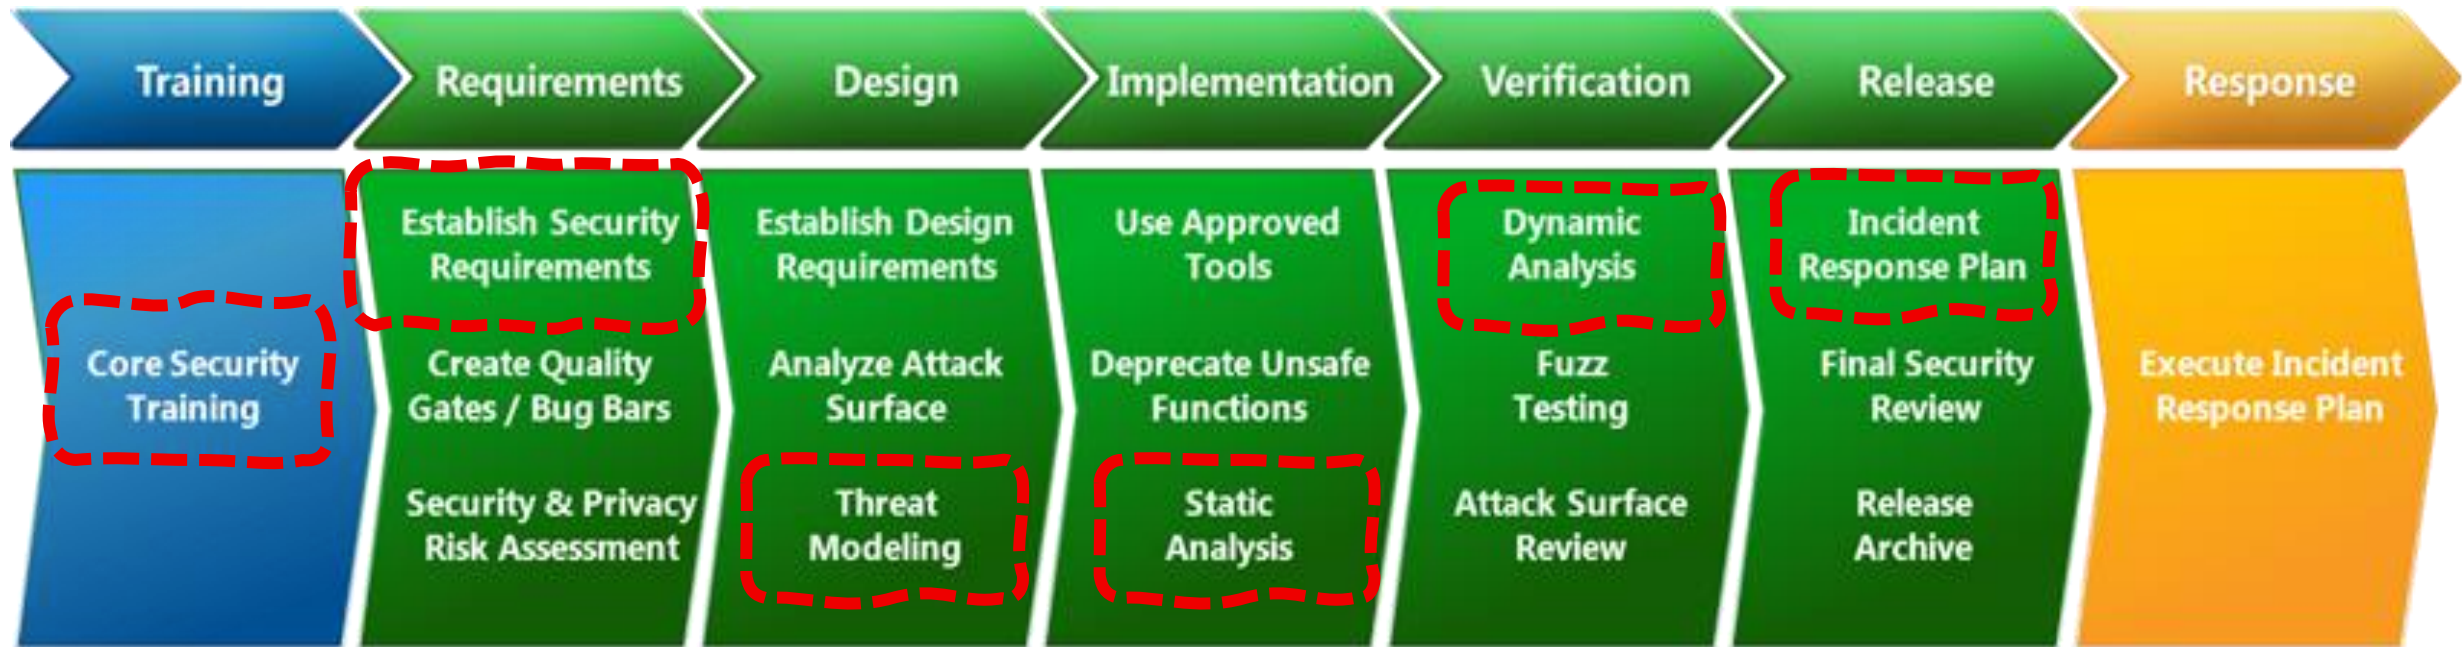 Training
Requirements
Design
Implementation
Verification
Release
Response
Core Security
Training
Establish Security
Requirements
Create Quality
Gates / Bug Bars
Security & Privacy
Risk Assessment
Establish Design
Requirements
Analyze Attack
Surface
Threat
Modeling
Use Approved
Tools
Deprecate Unsafe
Functions
Static
Analysis
Dynamic
Analysis
Fuzz
Testing
Attack Surface
Review
Incident
Response Plan
Final Security
Review
Release
Archive
Execute Incident
Response Plan